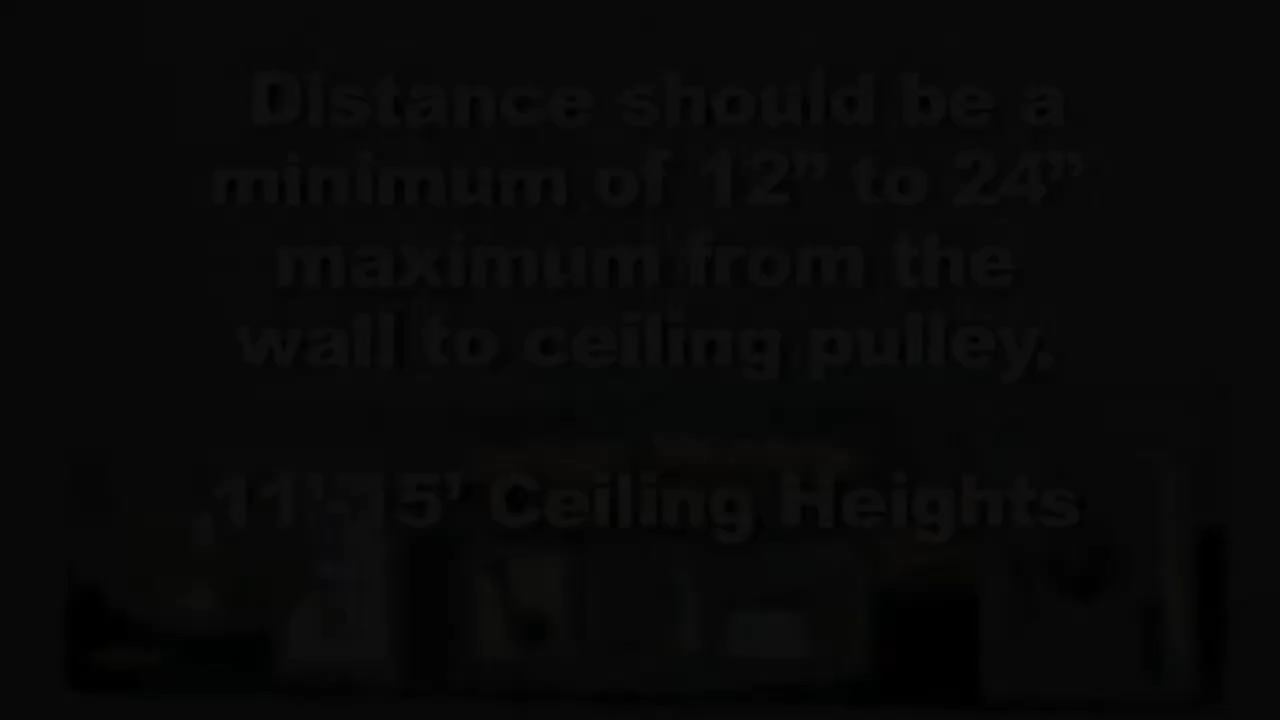 Distance should be a
minimum of 12” to 24”
maximum from the
wall to ceiling pulley.
11'-15’ Ceiling Heights